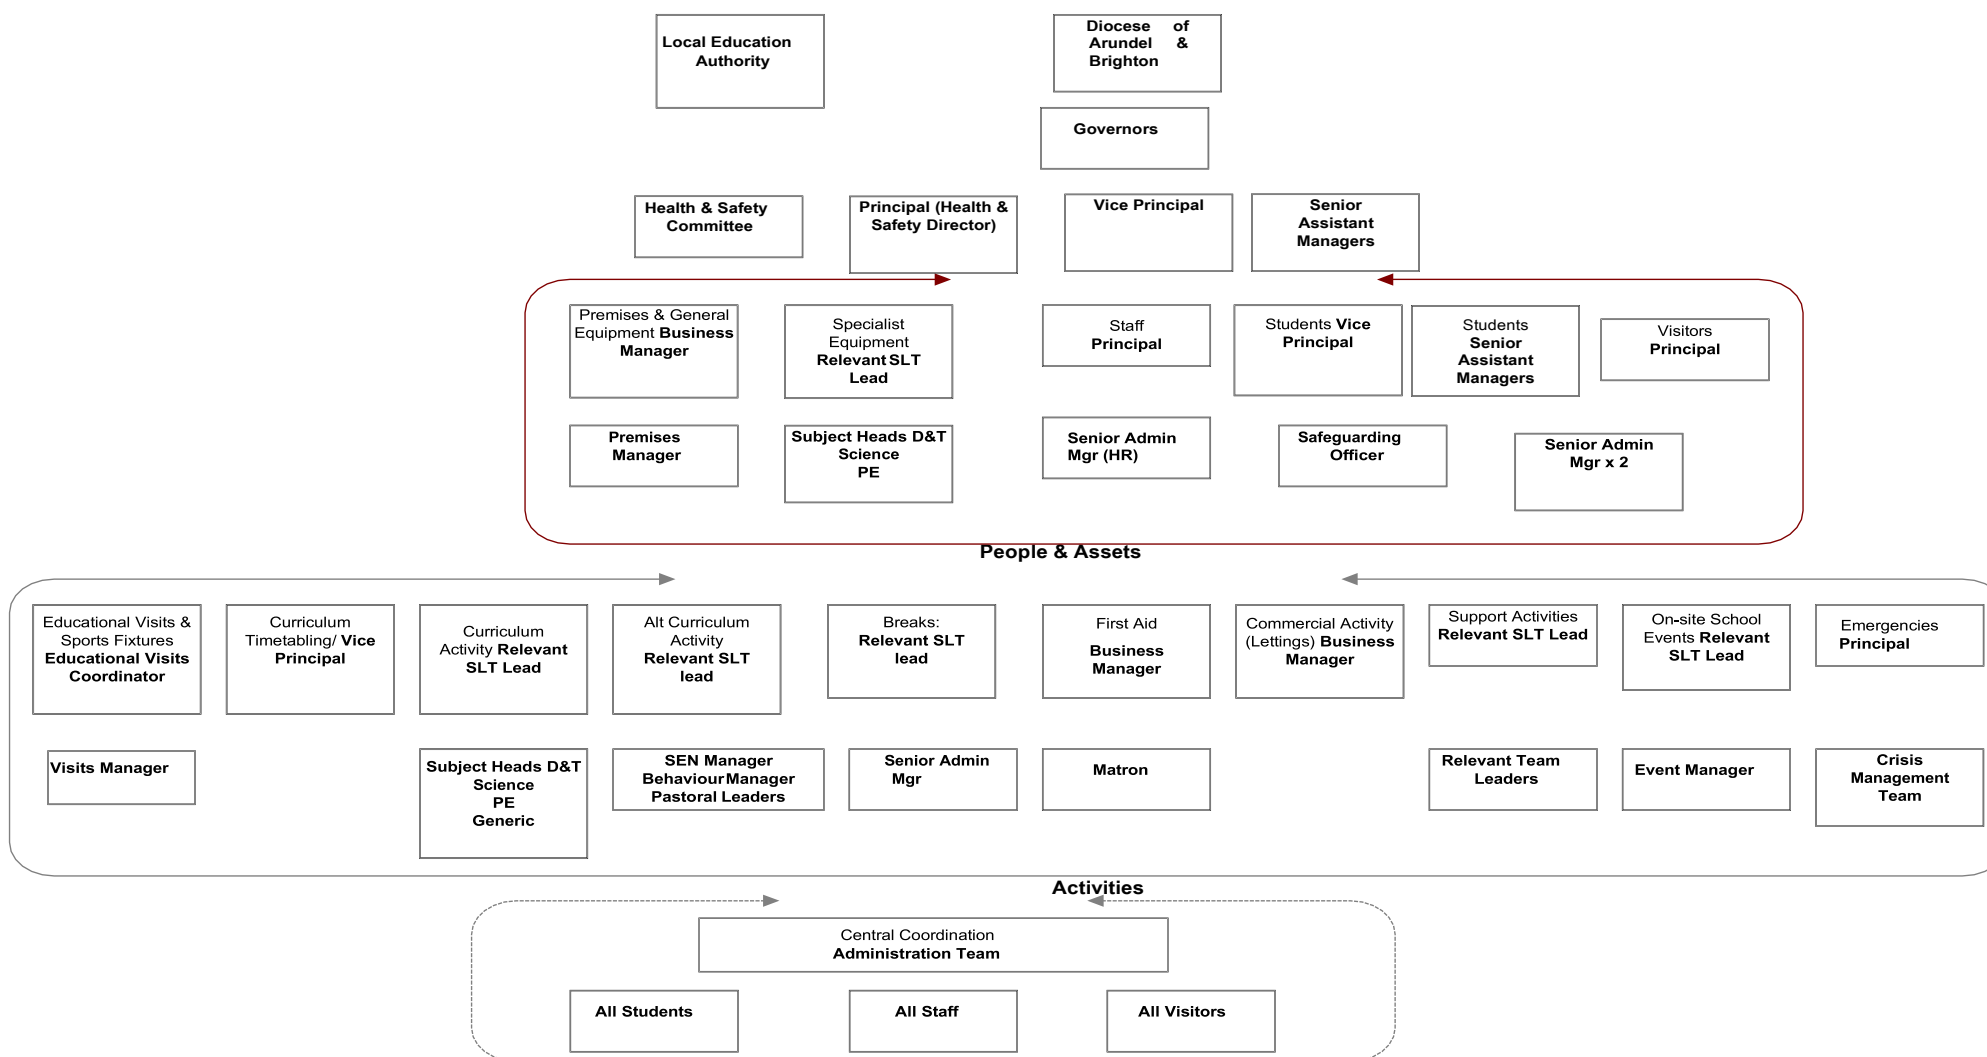 Local Education
Authority
Diocese of
Arundel &
Brighton
Governors
Health & Safety
Committee
Principal (Health &
Safety Director)
Vice Principal
Senior
Assistant
Managers
Premises & General
Equipment Business
Manager
Specialist
Equipment
Relevant SLT
Lead
Staff
Principal
Students Vice
Principal
Students
Senior
Assistant
Managers
Visitors
Principal
Premises
Manager
Subject Heads D&T
Science
PE
Senior Admin
Mgr (HR)
Safeguarding
Officer
Senior Admin
Mgr x 2
People & Assets
Educational Visits &
Sports Fixtures
Educational Visits
Coordinator
Curriculum
Timetabling/ Vice
Principal
Curriculum
Activity Relevant
SLT Lead
Alt Curriculum
Activity
Relevant SLT
lead
Breaks:
Relevant SLT
lead
First Aid
Business
Manager
Commercial Activity
(Lettings) Business
Manager
Support Activities
Relevant SLT Lead
On-site School
Events Relevant
SLT Lead
Emergencies
Principal
Visits Manager
Subject Heads D&T
Science
PE
Generic
SEN Manager
Behaviour Manager
Pastoral Leaders
Senior Admin
Mgr
Matron
Relevant Team
Leaders
Event Manager
Crisis
Management
Team
Activities
Central Coordination
Administration Team
All Students
All Staff
All Visitors